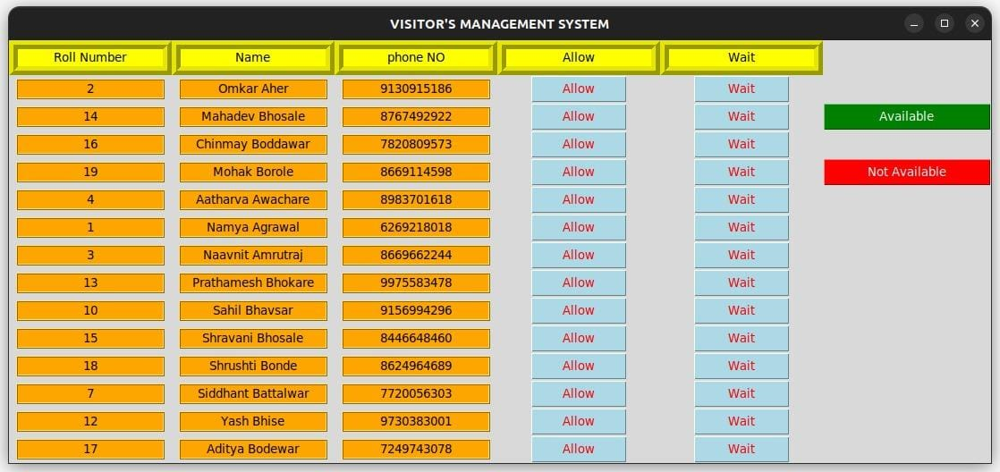 VISITOR'S MANAGEMENT SYSTEM
Roll Number Name phone NO Allow Wait
2 Omkar Aher 9130915186 Allow Wait
14 Mahadev Bhosale 8767492922 Allow Wait Available
16 Chinmay Boddawar 7820809573 Allow Wait
19 Mohak Borole 8669114598 Allow Wait Not Available
4 Aatharva Awachare 8983701618 Allow Wait
1 Namya Agrawal 6269218018 Allow Wait
3 Naavnit Amrutraj 8669662244 Allow Wait
13 Prathamesh Bhokare 9975583478 Allow Wait
10 Sahil Bhavsar 9156994296 Allow Wait
15 Shravani Bhosale 8446648460 Allow Wait
18 Shrushti Bonde 8624964689 Allow Wait
7 Siddhant Battalwar 7720056303 Allow Wait
12 Yash Bhise 9730383001 Allow Wait
17 Aditya Bodewar 7249743078 Allow Wait